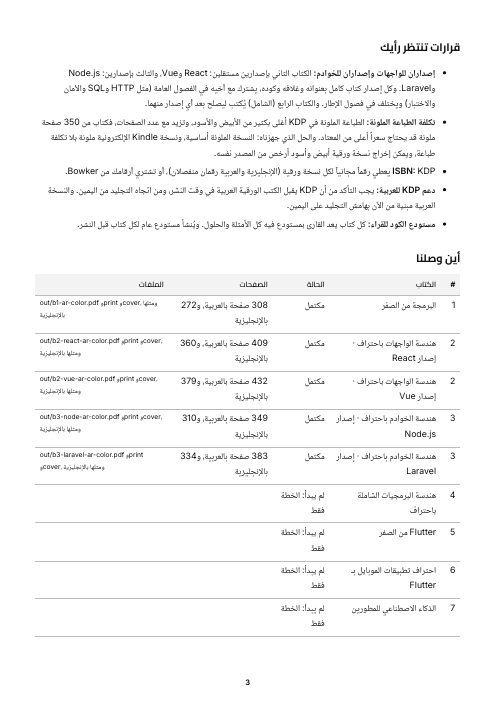 قرارات تنتظر رأيك
• إصداران للواجهات وإصداران للخوادم: الكتاب الثاني بإصدارين مستقلين: React وVue، والثالث بإصدارين: Node.js
وLaravel. وكل إصدار كتاب كامل بعنوانه وغلافه وكوده، يشترك مع أخيه في الفصول العامة (مثل HTTP وSQL والأمان
والاختبار) ويختلف في فصول الإطار. والكتاب الرابع (الشامل) يُكتب ليصلح بعد أي إصدار منهما.
• تكلفة الطباعة الملونة: الطباعة الملونة في KDP أغلى بكثير من الأبيض والأسود، وتزيد مع عدد الصفحات، فكتاب من 350 صفحة
ملونة قد يحتاج سعراً أعلى من المعتاد. والحل الذي جهزناه: النسخة الملونة أساسية، ونسخة Kindle الإلكترونية ملونة بلا تكلفة
طباعة، ويمكن إخراج نسخة ورقية أبيض وأسود أرخص من المصدر نفسه.
• ISBN: KDP يعطي رقماً مجانياً لكل نسخة ورقية (الإنجليزية والعربية رقمان منفصلان)، أو تشتري أرقامك من Bowker.
• دعم KDP للعربية: يجب التأكد من أن KDP يقبل الكتب الورقية العربية في وقت النشر، ومن اتجاه التجليد من اليمين. والنسخة
العربية مبنية من الآن بهامش التجليد على اليمين.
• مستودع الكود للقراء: كل كتاب يعد القارئ بمستودع فيه كل الأمثلة والحلول. ويُنشأ مستودع عام لكل كتاب قبل النشر.
أين وصلنا
# الكتاب الحالة الصفحات الملفات
1 البرمجة من الصفر مكتمل 308 صفحة بالعربية، و272 out/b1-ar-color.pdf وprint وcover، ومثلها
بالإنجليزية بالإنجليزية
2 هندسة الواجهات باحتراف · مكتمل 409 صفحة بالعربية، و360 out/b2-react-ar-color.pdf وprint وcover،
إصدار React بالإنجليزية ومثلها بالإنجليزية
2 هندسة الواجهات باحتراف · مكتمل 432 صفحة بالعربية، و379 out/b2-vue-ar-color.pdf وprint وcover،
إصدار Vue بالإنجليزية ومثلها بالإنجليزية
3 هندسة الخوادم باحتراف · إصدار مكتمل 349 صفحة بالعربية، و310 out/b3-node-ar-color.pdf وprint وcover،
Node.js بالإنجليزية ومثلها بالإنجليزية
3 هندسة الخوادم باحتراف · إصدار مكتمل 383 صفحة بالعربية، و334 out/b3-laravel-ar-color.pdf وprint
Laravel بالإنجليزية وcover، ومثلها بالإنجليزية
4 هندسة البرمجيات الشاملة لم يبدأ: الخطة
باحتراف فقط
5 Flutter من الصفر لم يبدأ: الخطة
فقط
6 احتراف تطبيقات الموبايل بـ لم يبدأ: الخطة
Flutter فقط
7 الذكاء الاصطناعي للمطورين لم يبدأ: الخطة
فقط
3